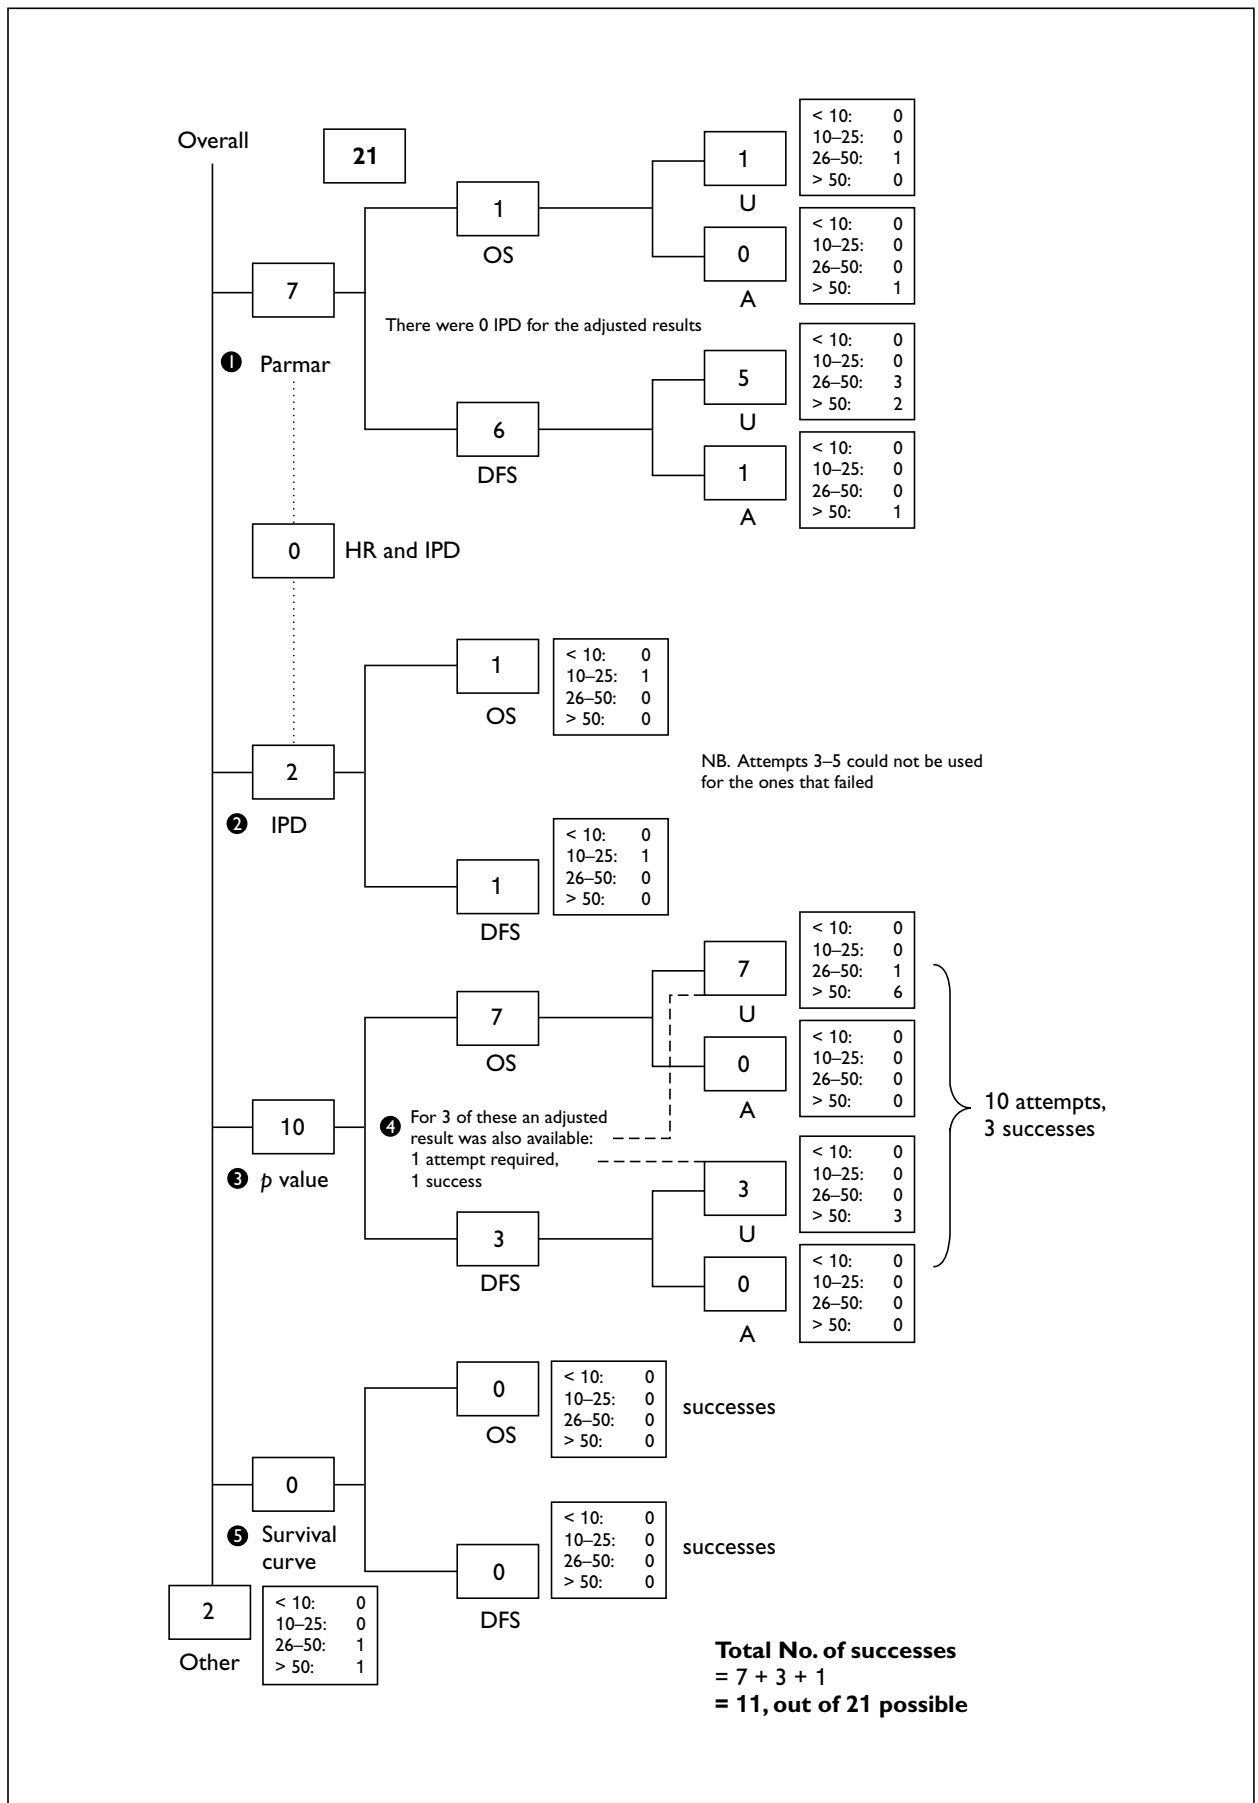 Overall
21
7
❶ Parmar
1
OS
1
U
< 10: 0
10–25: 0
26–50: 1
> 50: 0
0
A
< 10: 0
10–25: 0
26–50: 0
> 50: 1
There were 0 IPD for the adjusted results
6
DFS
5
U
< 10: 0
10–25: 0
26–50: 3
> 50: 2
1
A
< 10: 0
10–25: 0
26–50: 0
> 50: 1
0 HR and IPD
2
❷ IPD
1
OS
< 10: 0
10–25: 1
26–50: 0
> 50: 0
NB. Attempts 3–5 could not be used
for the ones that failed
1
DFS
< 10: 0
10–25: 1
26–50: 0
> 50: 0
10
❸ p value
7
OS
7
U
< 10: 0
10–25: 0
26–50: 1
> 50: 6
0
A
< 10: 0
10–25: 0
26–50: 0
> 50: 0
❹ For 3 of these an adjusted
result was also available:
1 attempt required,
1 success
10 attempts,
3 successes
3
DFS
3
U
< 10: 0
10–25: 0
26–50: 0
> 50: 3
0
A
< 10: 0
10–25: 0
26–50: 0
> 50: 0
0
❺ Survival
curve
0
OS
< 10: 0
10–25: 0
26–50: 0
> 50: 0
successes
0
DFS
< 10: 0
10–25: 0
26–50: 0
> 50: 0
successes
2
Other
< 10: 0
10–25: 0
26–50: 1
> 50: 1
Total No. of successes
= 7 + 3 + 1
= 11, out of 21 possible